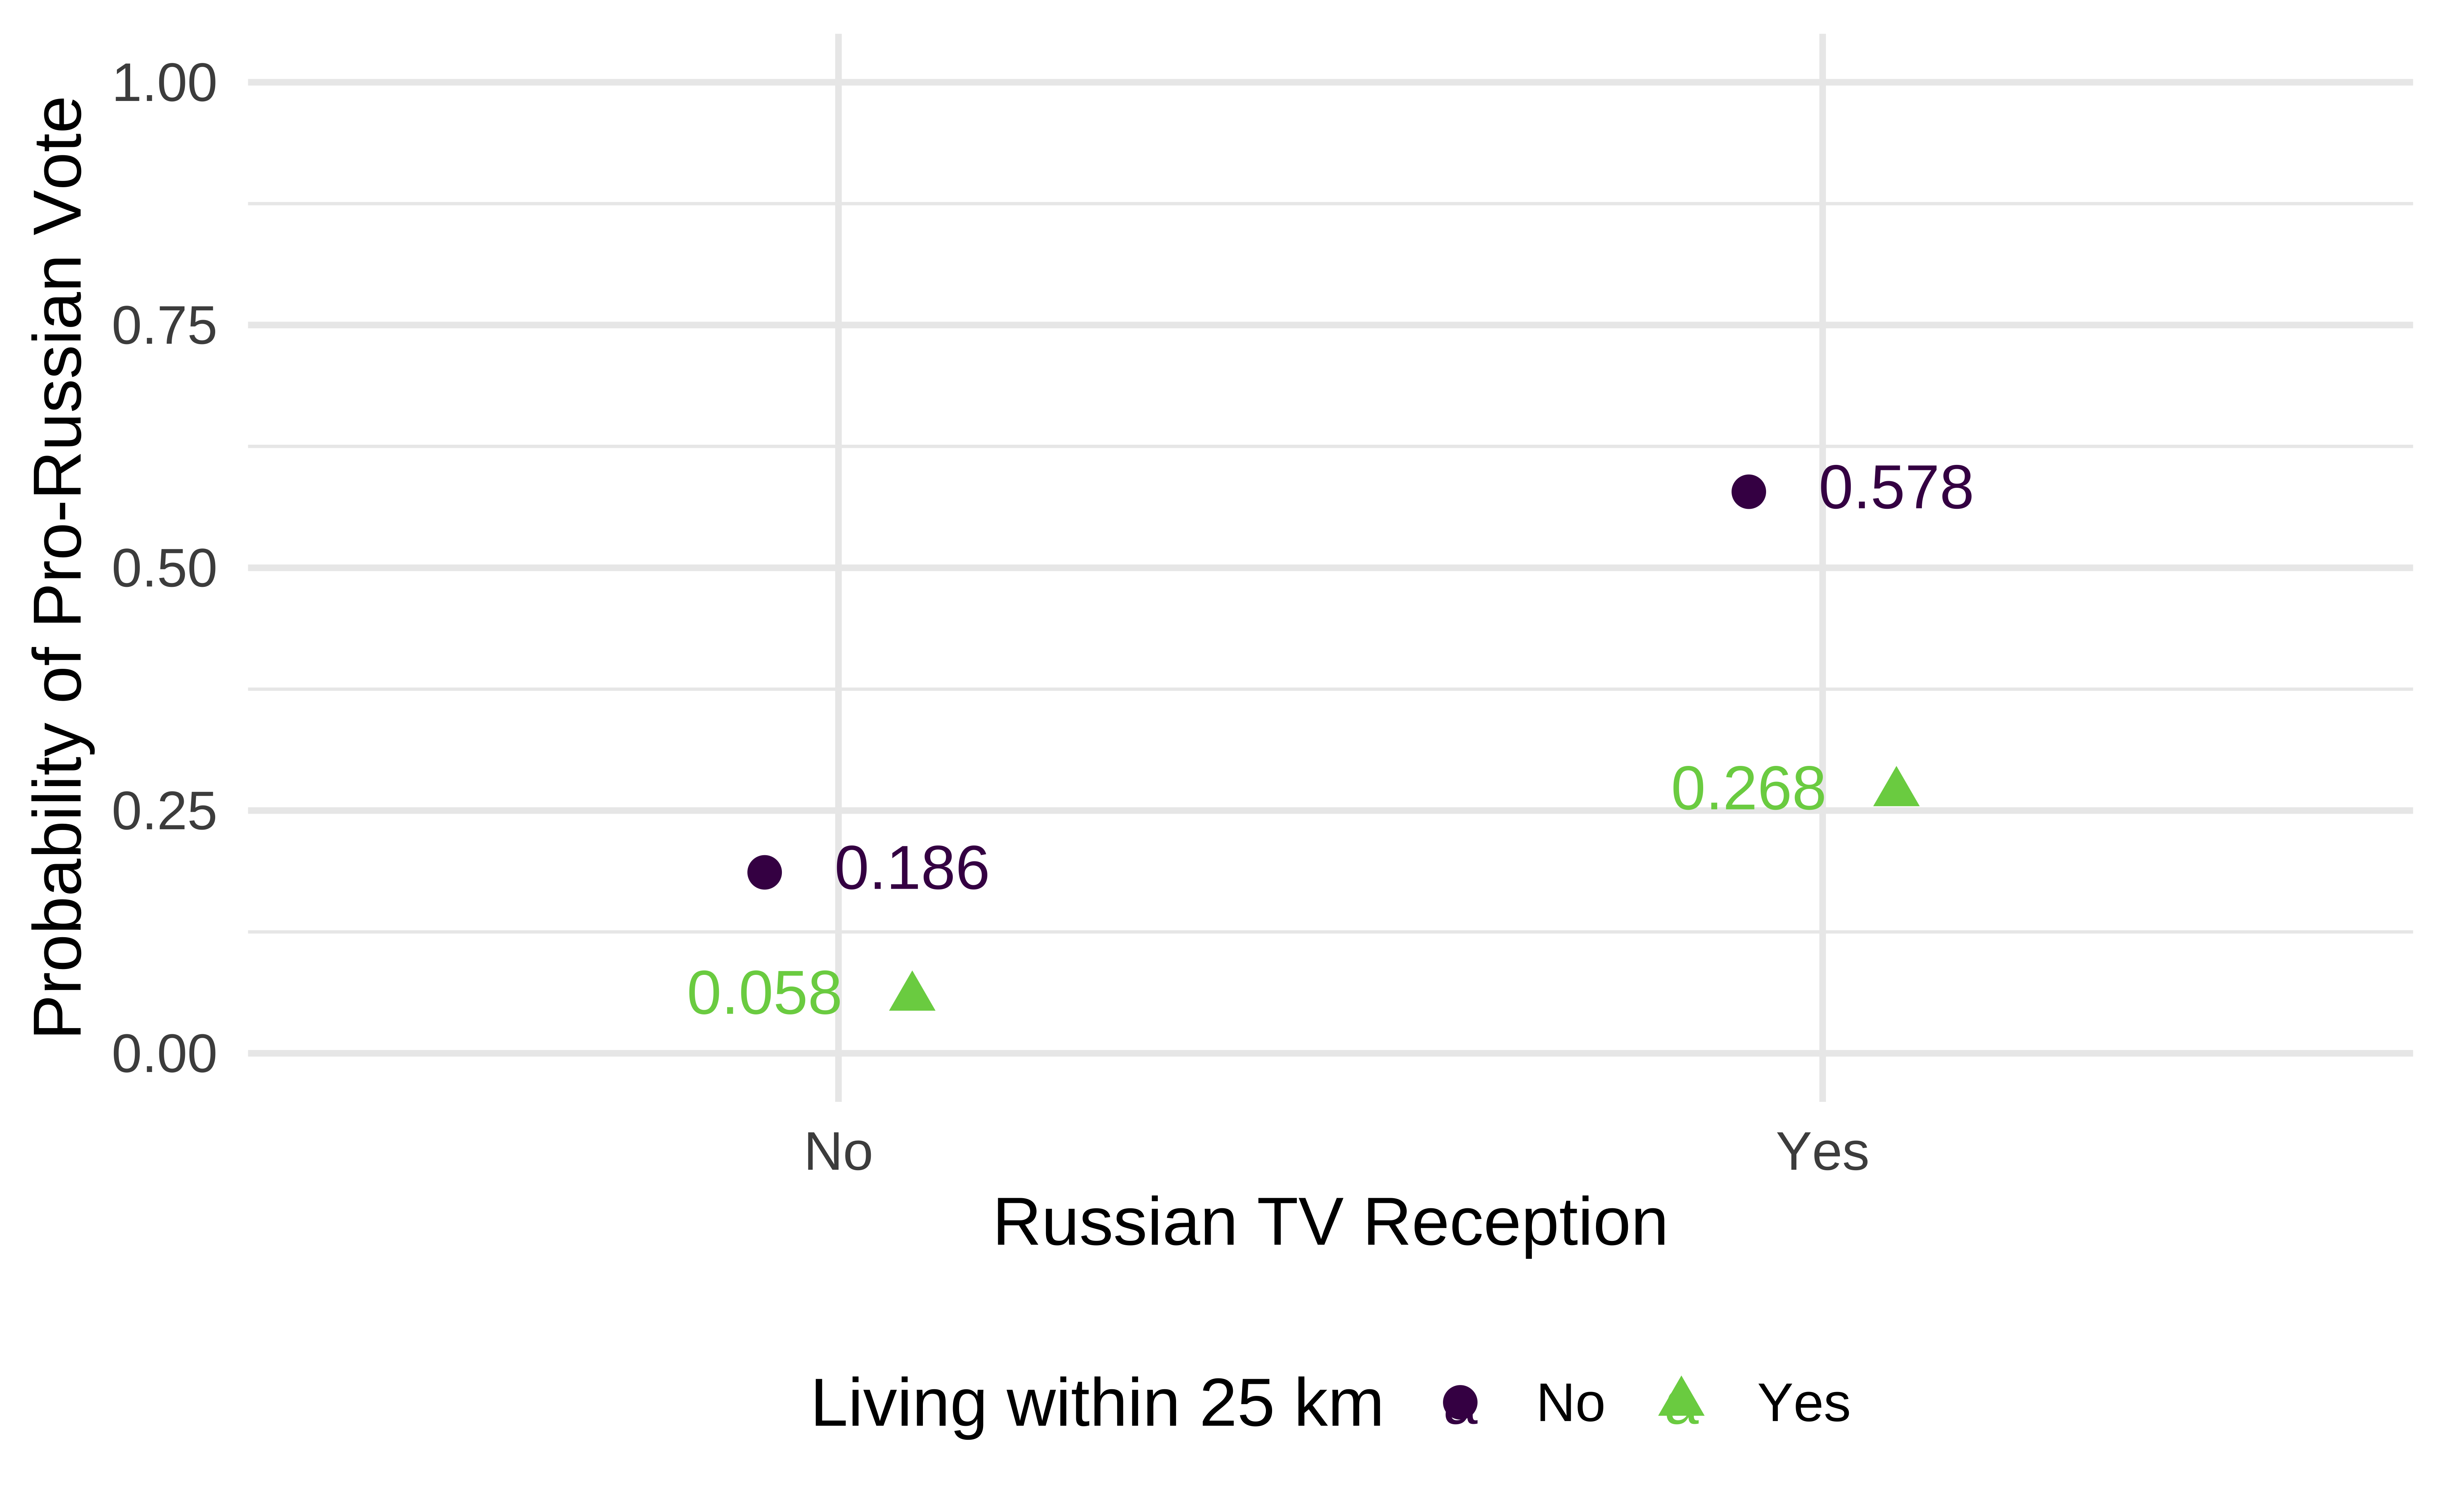 Probability of Pro-Russian Vote
1.00
0.75
0.50
0.25
0.00
0.578
0.268
0.186
0.058
No
Yes
Russian TV Reception
Living within 25 km
No
Yes